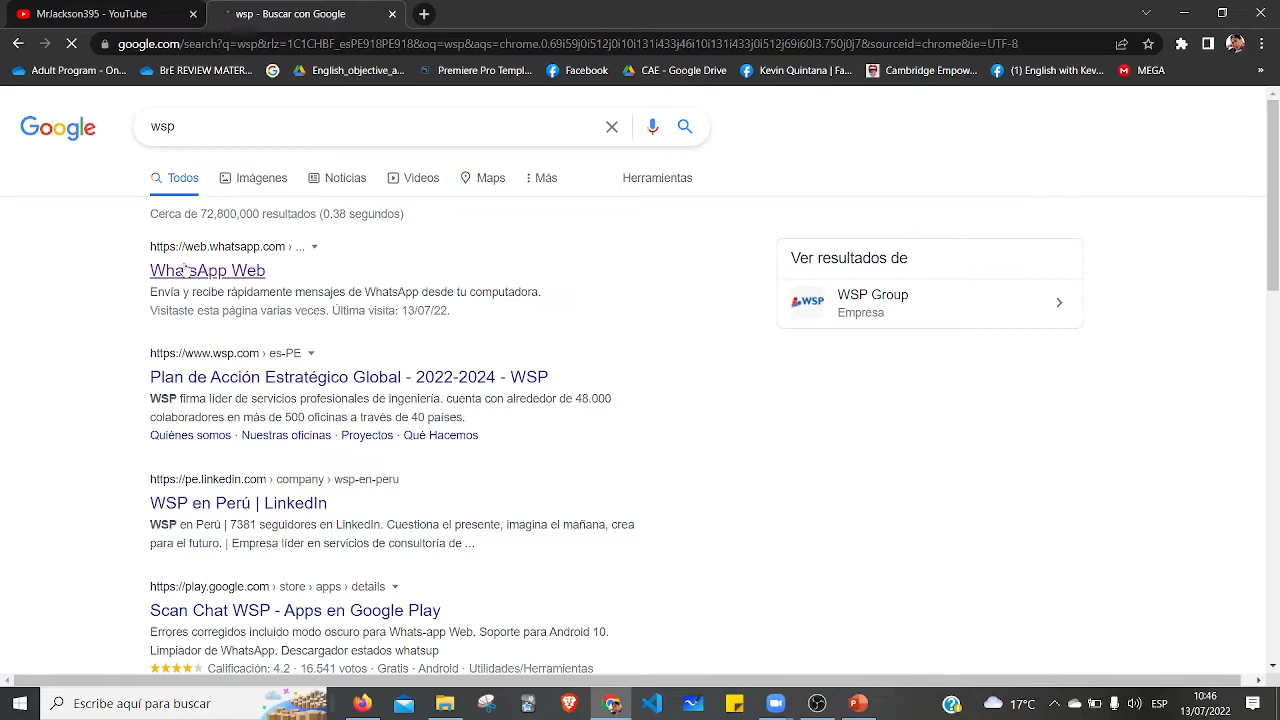 MrJackson395 - YouTube
wsp - Buscar con Google
google.com/search?q=wsp&rlz=1C1CHBF_esPE918PE918&oq=wsp&aqs=chrome.0.69i59j0i512j0i10i131i433j46i10i131i433j0i512j69i60l3.750j0j7&sourceid=chrome&ie=UTF-8
Adult Program - On...
BrE REVIEW MATER...
English_objective_a...
Premiere Pro Templ...
Facebook
CAE - Google Drive
Kevin Quintana | Fa...
Cambridge Empow...
(1) English with Kev...
MEGA
»
Google
wsp
Todos
Imágenes
Noticias
Videos
Maps
Más
Herramientas
Cerca de 72,800,000 resultados (0.38 segundos)
https://web.whatsapp.com › ...
WhatsApp Web
Envía y recibe rápidamente mensajes de WhatsApp desde tu computadora.
Visitaste esta página varias veces. Última visita: 13/07/22.
Ver resultados de
WSP
WSP Group
Empresa
https://www.wsp.com › es-PE
Plan de Acción Estratégico Global - 2022-2024 - WSP
WSP firma líder de servicios profesionales de ingeniería. cuenta con alrededor de 48.000
colaboradores en más de 500 oficinas a través de 40 países.
Quiénes somos · Nuestras oficinas · Proyectos · Qué Hacemos
https://pe.linkedin.com › company › wsp-en-peru
WSP en Perú | LinkedIn
WSP en Perú | 7381 seguidores en LinkedIn. Cuestiona el presente, imagina el mañana, crea
para el futuro. | Empresa líder en servicios de consultoría de ...
https://play.google.com › store › apps › details
Scan Chat WSP - Apps en Google Play
Errores corregidos incluido modo oscuro para Whats-app Web. Soporte para Android 10.
Limpiador de WhatsApp. Descargador estados whatsup
Calificación: 4.2 · 16.541 votos · Gratis · Android · Utilidades/Herramientas
Escribe aquí para buscar
17°C
ESP
10:46
13/07/2022